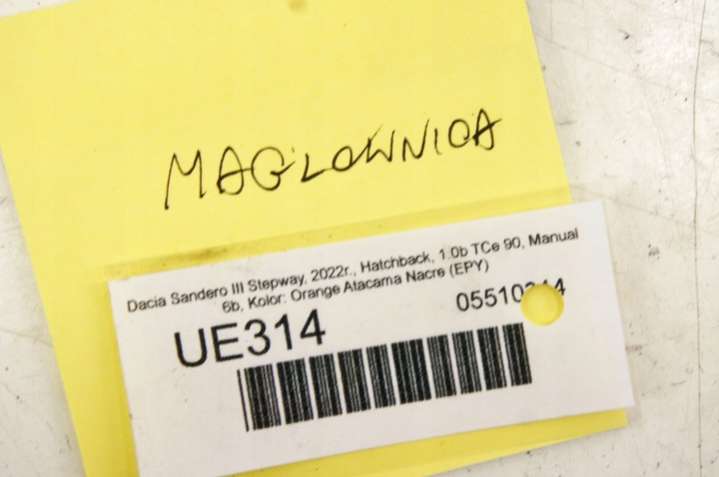 MAGLOWNICA
Dacia Sandero III Stepway, 2022r., Hatchback, 1.0b TCe 90, Manual
6b, Kolor: Orange Atacama Nacre (EPY)
UE314